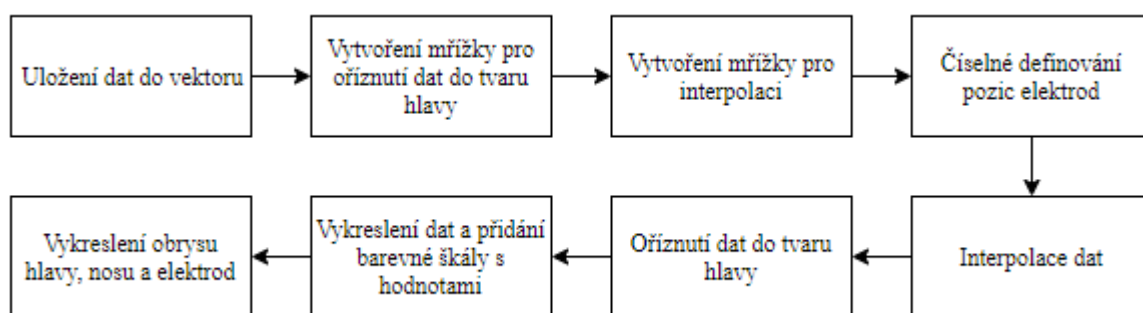 Uložení dat do vektoru
Vytvoření mřížky pro
oříznutí dat do tvaru
hlavy
Vytvoření mřížky pro
interpolaci
Číselné definování
pozic elektrod
Interpolace dat
Oříznutí dat do tvaru
hlavy
Vykreslení dat a přidání
barevné škály s
hodnotami
Vykreslení obrysu
hlavy, nosu a elektrod